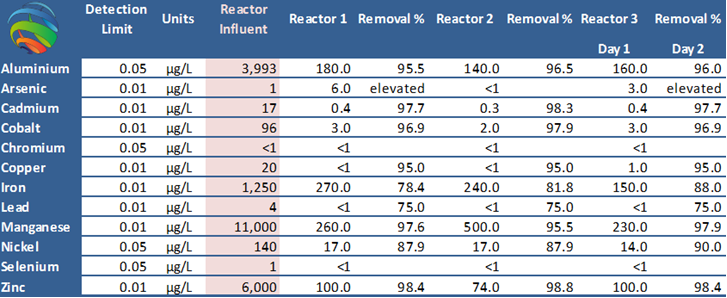 Detection Limit Units Reactor Influent Reactor 1 Removal % Reactor 2 Removal % Reactor 3 Removal %
Day 1 Day 2
Aluminium 0.05 µg/L 3,993 180.0 95.5 140.0 96.5 160.0 96.0
Arsenic 0.01 µg/L 1 6.0 elevated <1 3.0 elevated
Cadmium 0.01 µg/L 17 0.4 97.7 0.3 98.3 0.4 97.7
Cobalt 0.01 µg/L 96 3.0 96.9 2.0 97.9 3.0 96.9
Chromium 0.05 µg/L <1 <1 <1 <1
Copper 0.01 µg/L 20 <1 95.0 <1 95.0 1.0 95.0
Iron 0.01 µg/L 1,250 270.0 78.4 240.0 81.8 150.0 88.0
Lead 0.01 µg/L 4 <1 75.0 <1 75.0 <1 75.0
Manganese 0.01 µg/L 11,000 260.0 97.6 500.0 95.5 230.0 97.9
Nickel 0.05 µg/L 140 17.0 87.9 17.0 87.9 14.0 90.0
Selenium 0.05 µg/L 1 <1 <1 <1
Zinc 0.01 µg/L 6,000 100.0 98.4 74.0 98.8 100.0 98.4